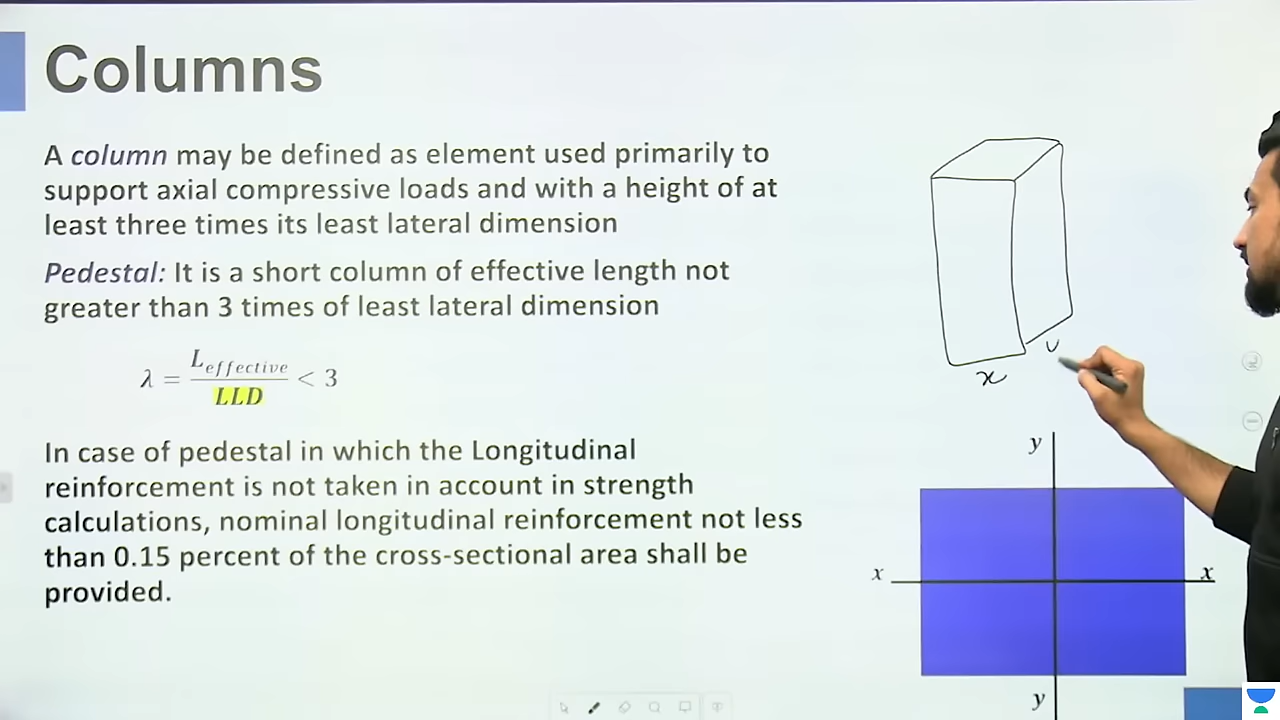 Columns
A column may be defined as element used primarily to
support axial compressive loads and with a height of at
least three times its least lateral dimension
Pedestal: It is a short column of effective length not
greater than 3 times of least lateral dimension
λ = L_effective / LLD < 3
In case of pedestal in which the Longitudinal
reinforcement is not taken in account in strength
calculations, nominal longitudinal reinforcement not less
than 0.15 percent of the cross-sectional area shall be
provided.
x
y
x x
y